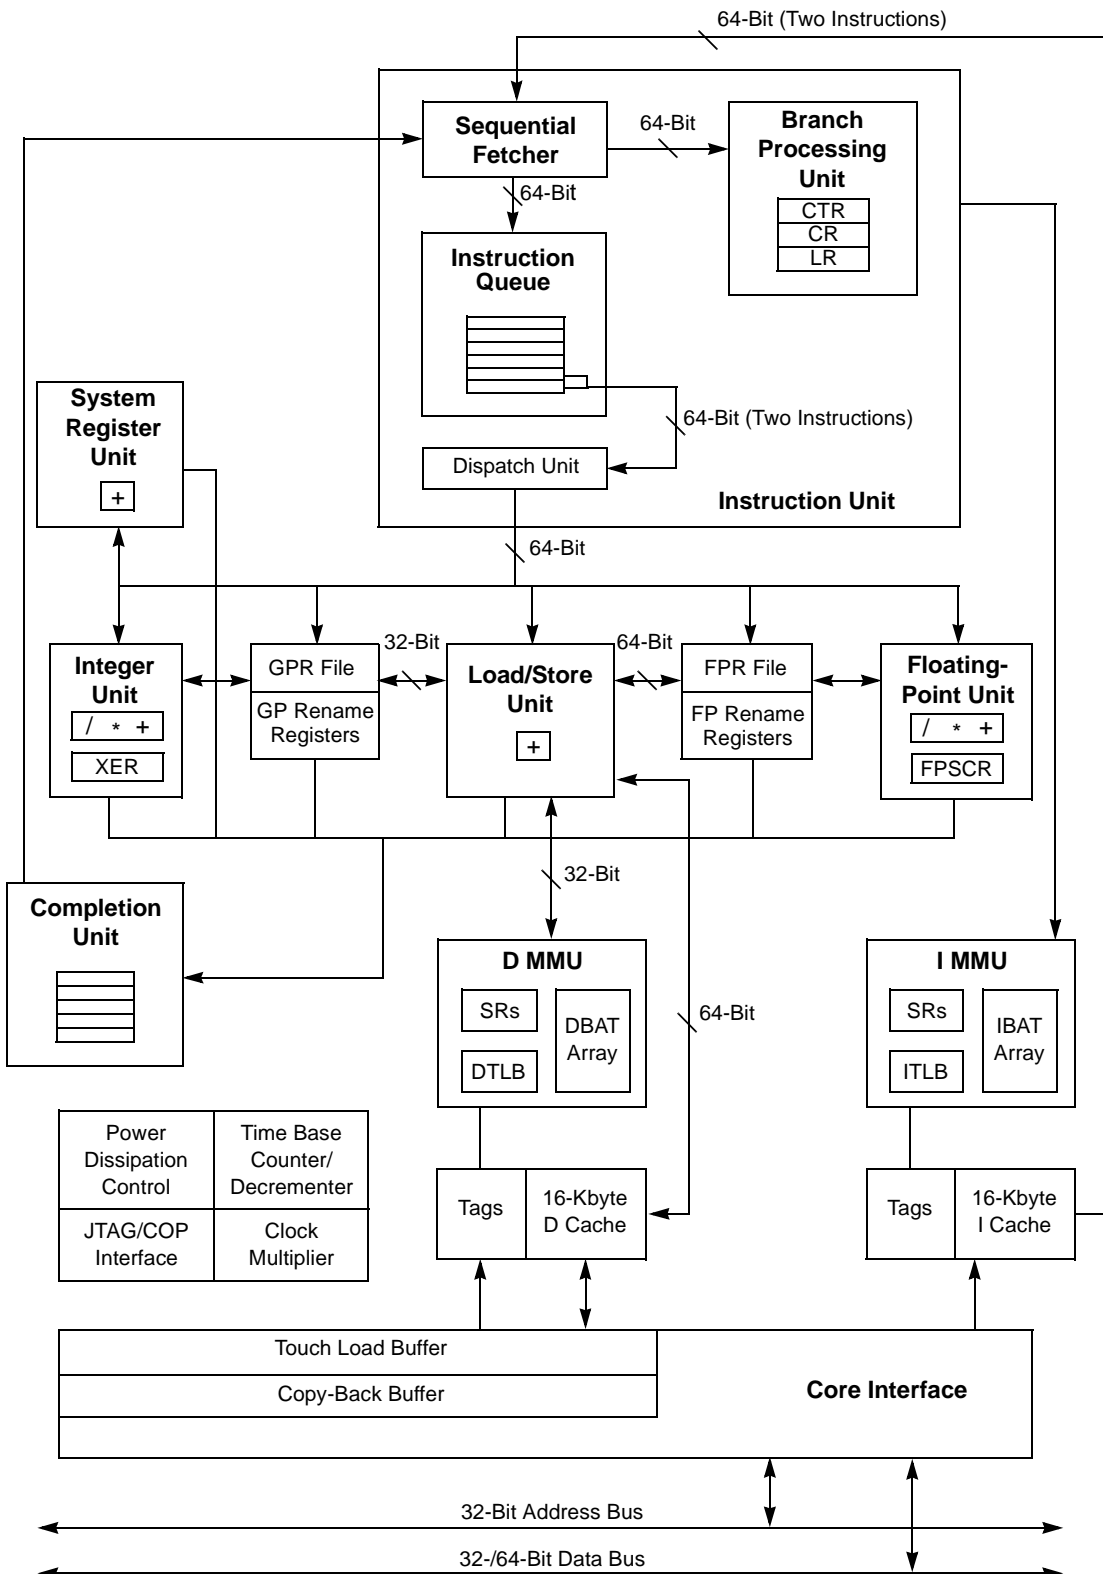 64-Bit (Two Instructions)
Sequential
Fetcher
64-Bit
Branch
Processing
Unit
CTR
CR
LR
64-Bit
Instruction
Queue
64-Bit (Two Instructions)
Dispatch Unit
Instruction Unit
System
Register
Unit
+
64-Bit
Integer
Unit
/ * +
XER
GPR File
GP Rename
Registers
32-Bit
Load/Store
Unit
+
64-Bit
FPR File
FP Rename
Registers
Floating-
Point Unit
/ * +
FPSCR
32-Bit
Completion
Unit
D MMU
SRs
DTLB
DBAT
Array
64-Bit
I MMU
SRs
ITLB
IBAT
Array
Power
Dissipation
Control
Time Base
Counter/
Decrementer
JTAG/COP
Interface
Clock
Multiplier
Tags
16-Kbyte
D Cache
Tags
16-Kbyte
I Cache
Touch Load Buffer
Copy-Back Buffer
Core Interface
32-Bit Address Bus
32-/64-Bit Data Bus